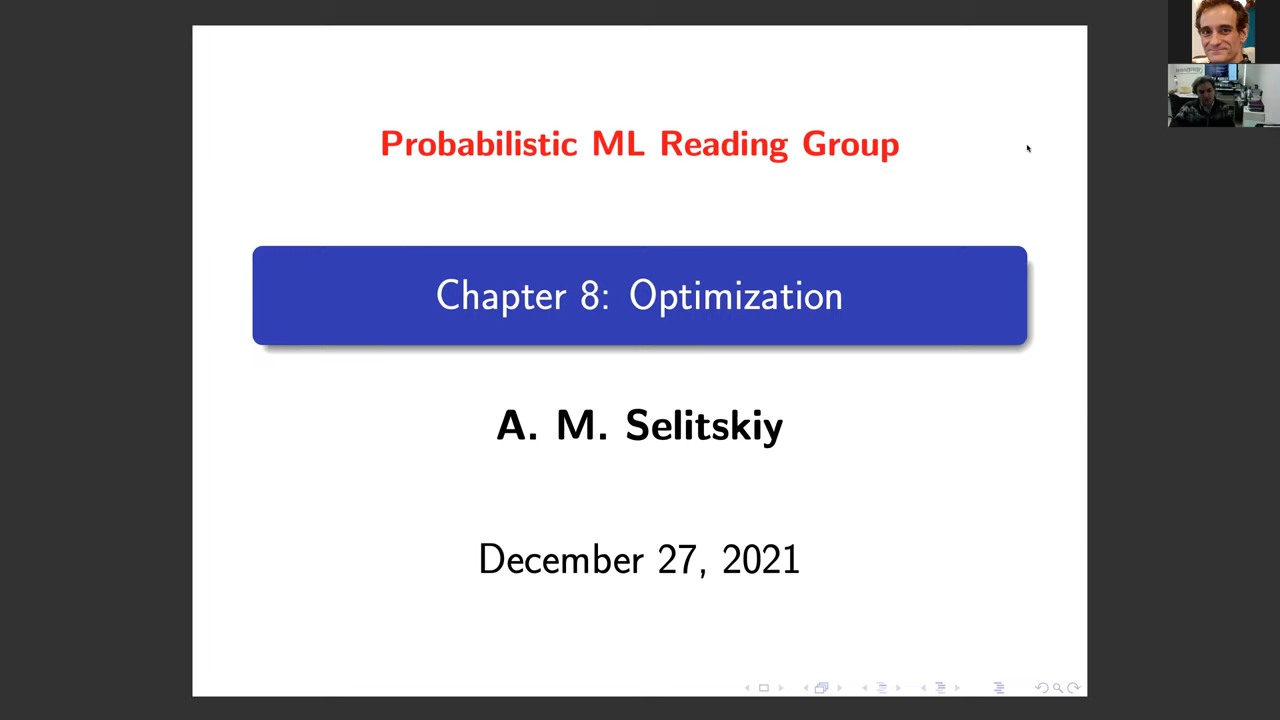 Probabilistic ML Reading Group
Chapter 8: Optimization
A. M. Selitskiy
December 27, 2021